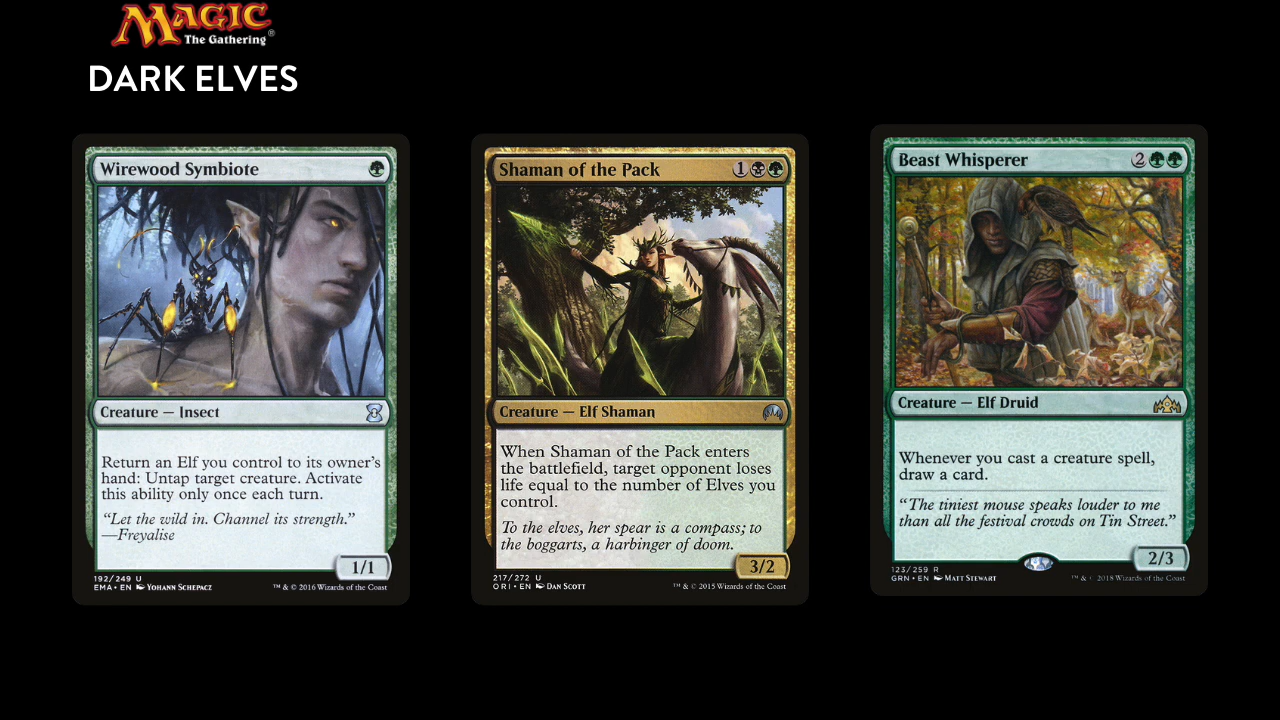 MAGIC
The Gathering®
DARK ELVES
Wirewood Symbiote
Creature — Insect
Return an Elf you control to its owner's
hand: Untap target creature. Activate
this ability only once each turn.
“Let the wild in. Channel its strength.”
—Freyalise
1/1
192/249 U
EMA • EN Yohann Schepacz
™ & © 2016 Wizards of the Coast
Shaman of the Pack
1
Creature — Elf Shaman
When Shaman of the Pack enters
the battlefield, target opponent loses
life equal to the number of Elves you
control.
To the elves, her spear is a compass; to
the boggarts, a harbinger of doom.
3/2
217/272 U
ORI • EN Dan Scott
™ & © 2015 Wizards of the Coast
Beast Whisperer
2
Creature — Elf Druid
Whenever you cast a creature spell,
draw a card.
“The tiniest mouse speaks louder to me
than all the festival crowds on Tin Street.”
2/3
123/259 R
GRN • EN Matt Stewart
™ & © 2018 Wizards of the Coast